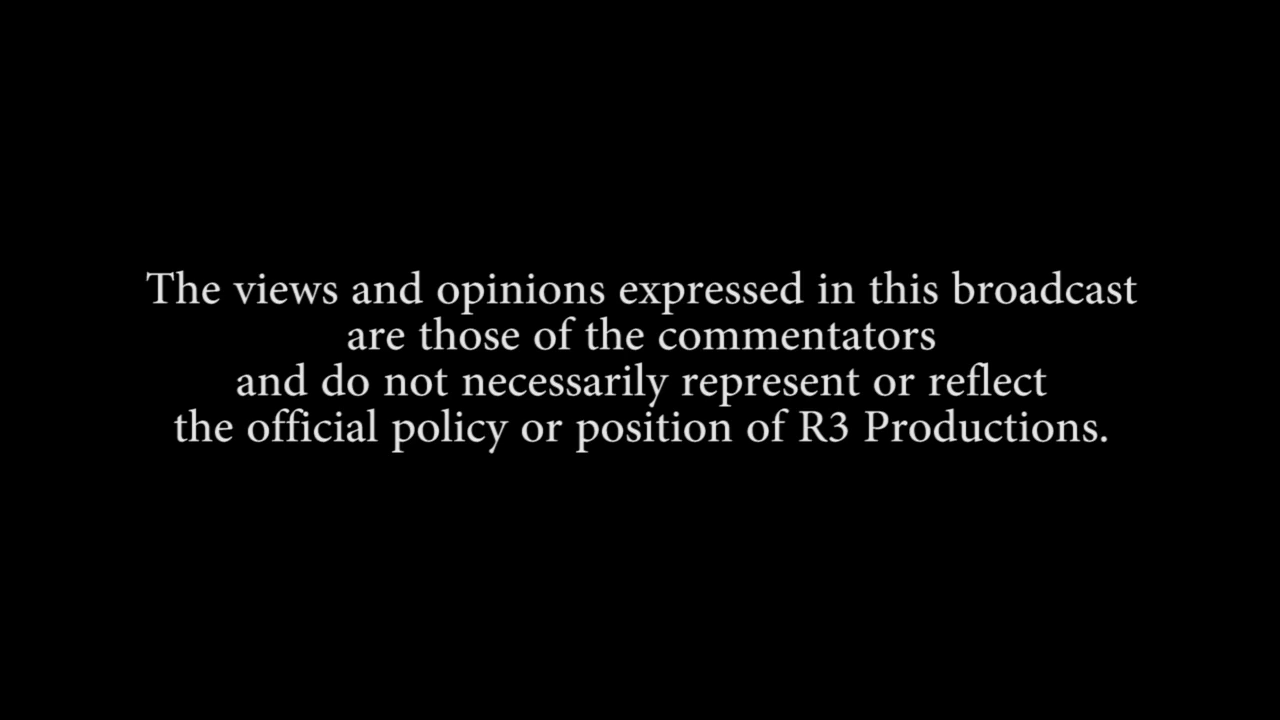 The views and opinions expressed in this broadcast
are those of the commentators
and do not necessarily represent or reflect
the official policy or position of R3 Productions.